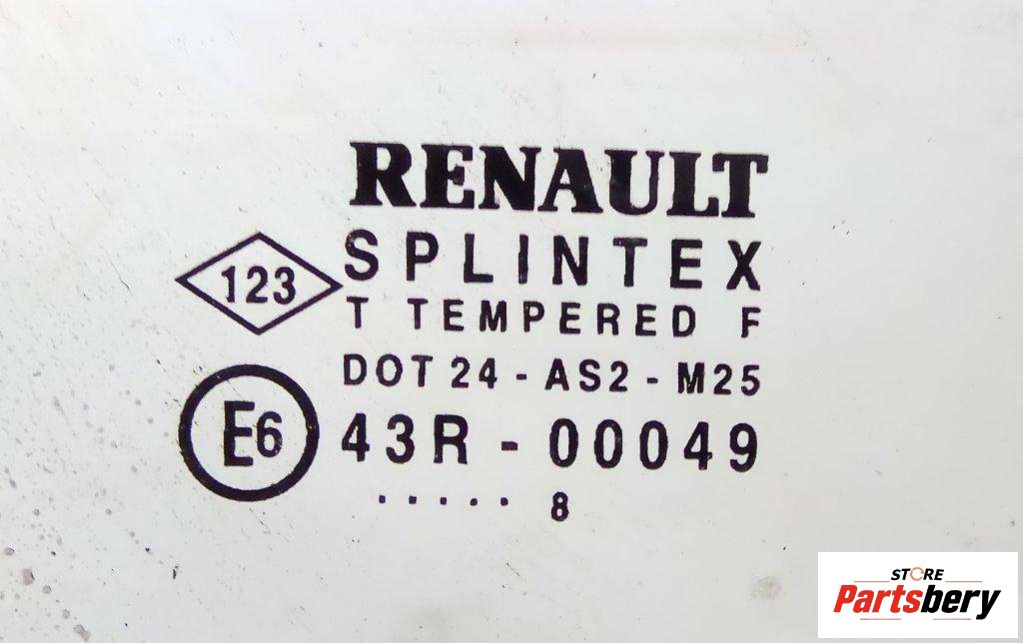 RENAULT
SPLINTEX
123
T TEMPERED F
DOT 24 - AS2 - M25
E6
43R - 00049
..... 8
STORE
Partsbery